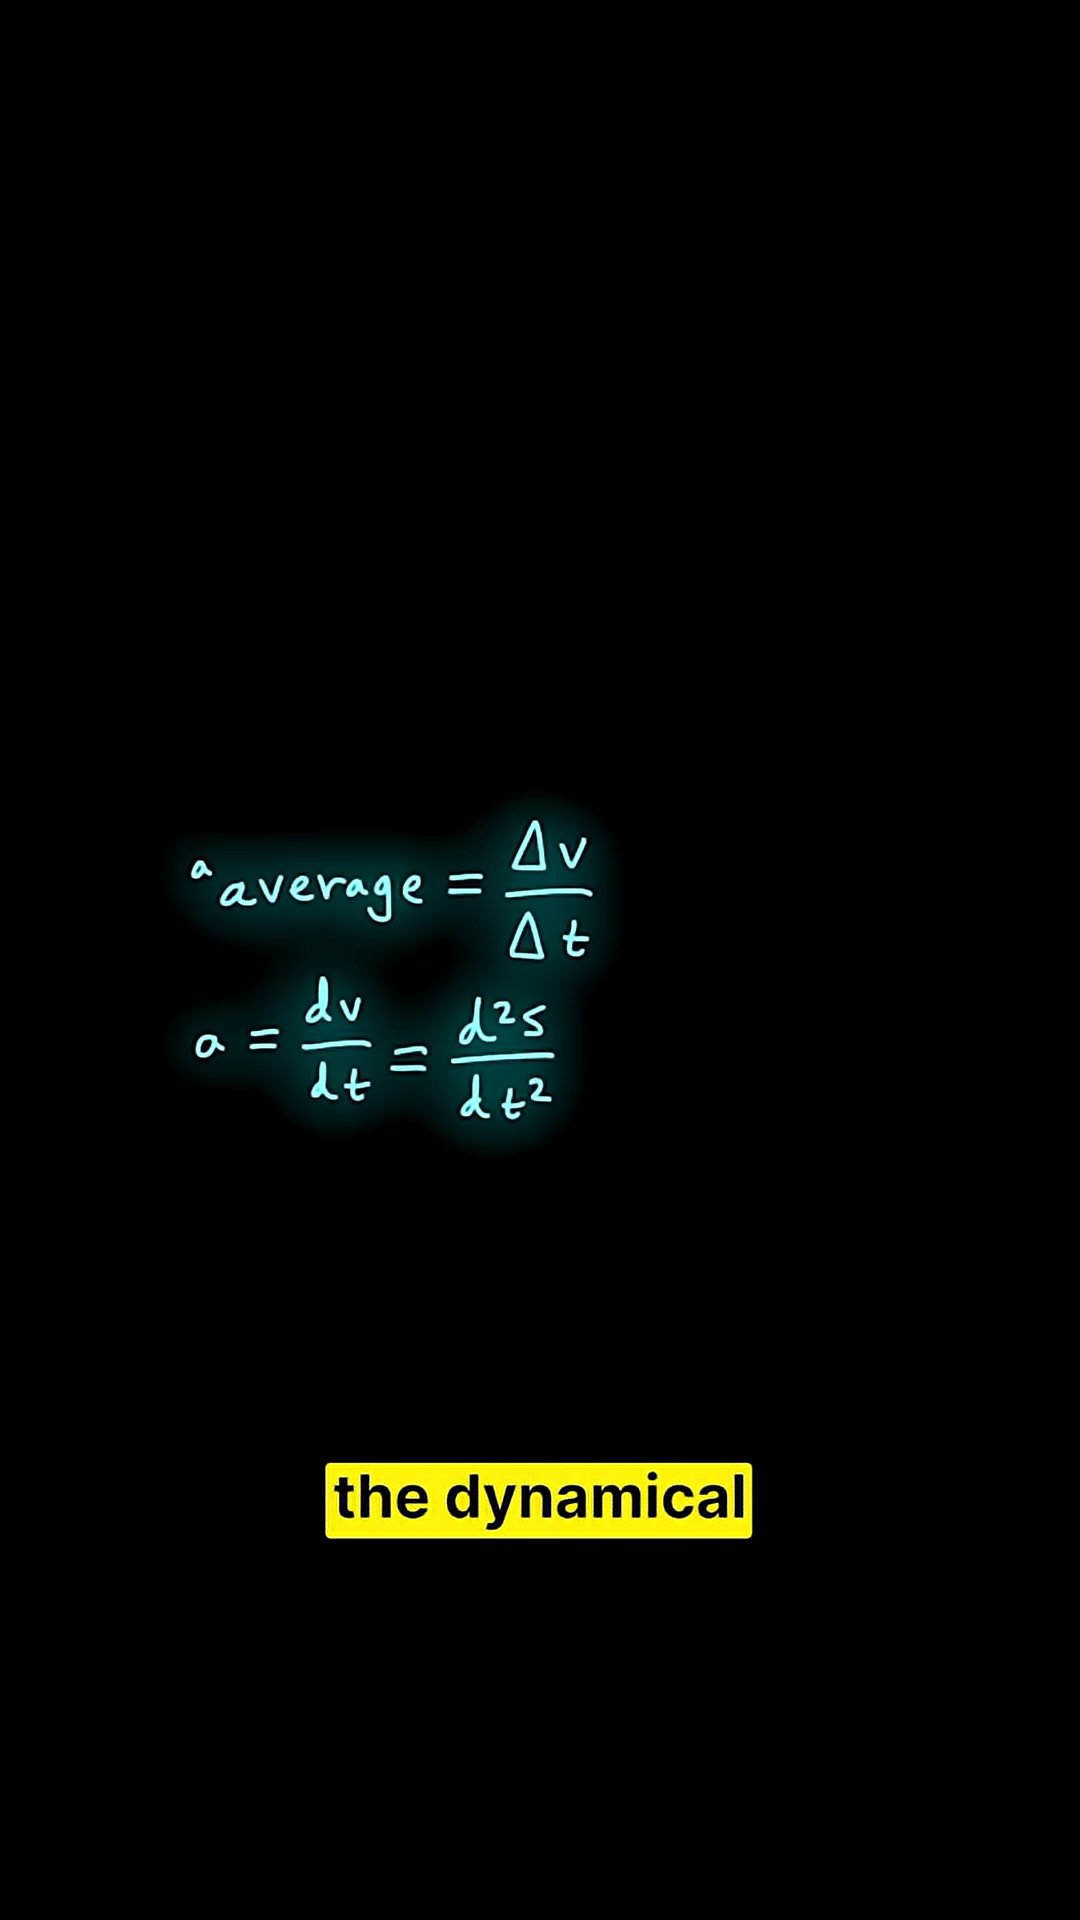 a average = Δv / Δt
a = dv / dt = d²s / dt²
the dynamical